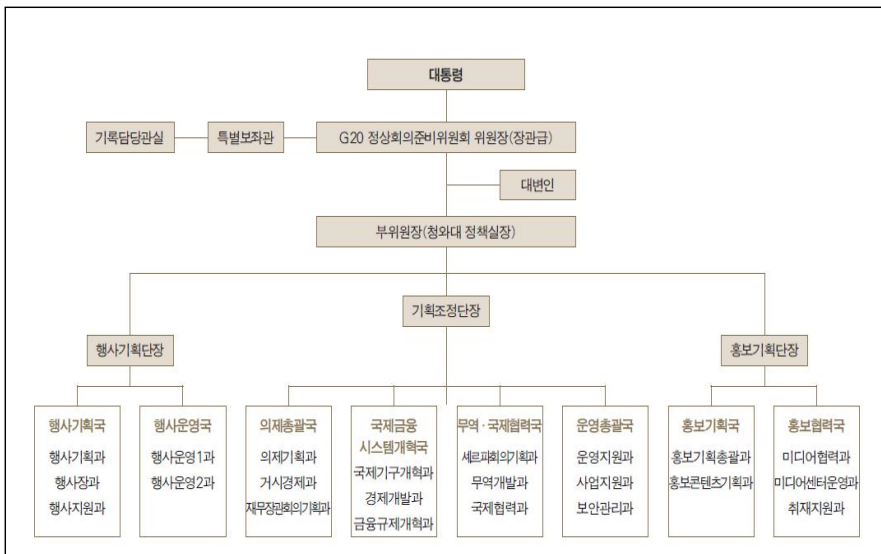 대통령
기록담당관실
특별보좌관
G20 정상회의준비위원회 위원장(장관급)
대변인
부위원장(청와대 정책실장)
기획조정단장
행사기획단장
홍보기획단장
행사기획국
행사기획과
행사장과
행사지원과
행사운영국
행사운영1과
행사운영2과
의제총괄국
의제기획과
거시경제과
재무장관회의기획과
국제금융
시스템개혁국
국제기구개혁과
경제개발과
금융규제개혁과
무역·국제협력국
셰르파회의기획과
무역개발과
국제협력과
운영총괄국
운영지원과
사업지원과
보안관리과
홍보기획국
홍보기획총괄과
홍보콘텐츠기획과
홍보협력국
미디어협력과
미디어센터운영과
취재지원과